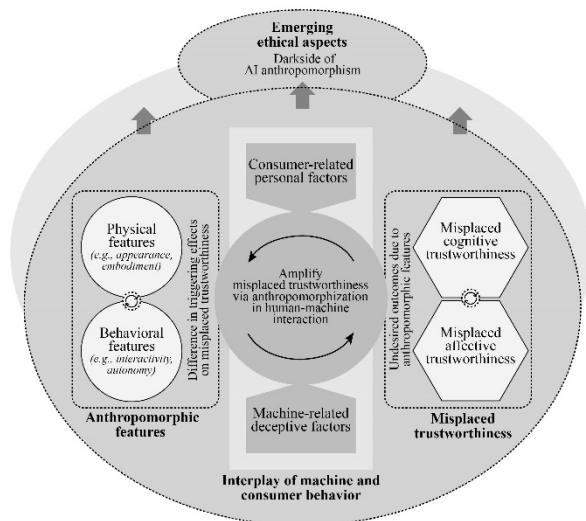 Emerging
ethical aspects
Darkside of
AI anthropomorphism
Consumer-related
personal factors
Physical
features
(e.g., appearance,
embodiment)
Behavioral
features
(e.g., interactivity,
autonomy)
Difference in triggering effects
on misplaced trustworthiness
Anthropomorphic
features
Amplify
misplaced trustworthiness
via anthropomorphization
in human-machine
interaction
Machine-related
deceptive factors
Interplay of machine and
consumer behavior
Undesired outcomes due to
anthropomorphic features
Misplaced
cognitive
trustworthiness
Misplaced
affective
trustworthiness
Misplaced
trustworthiness